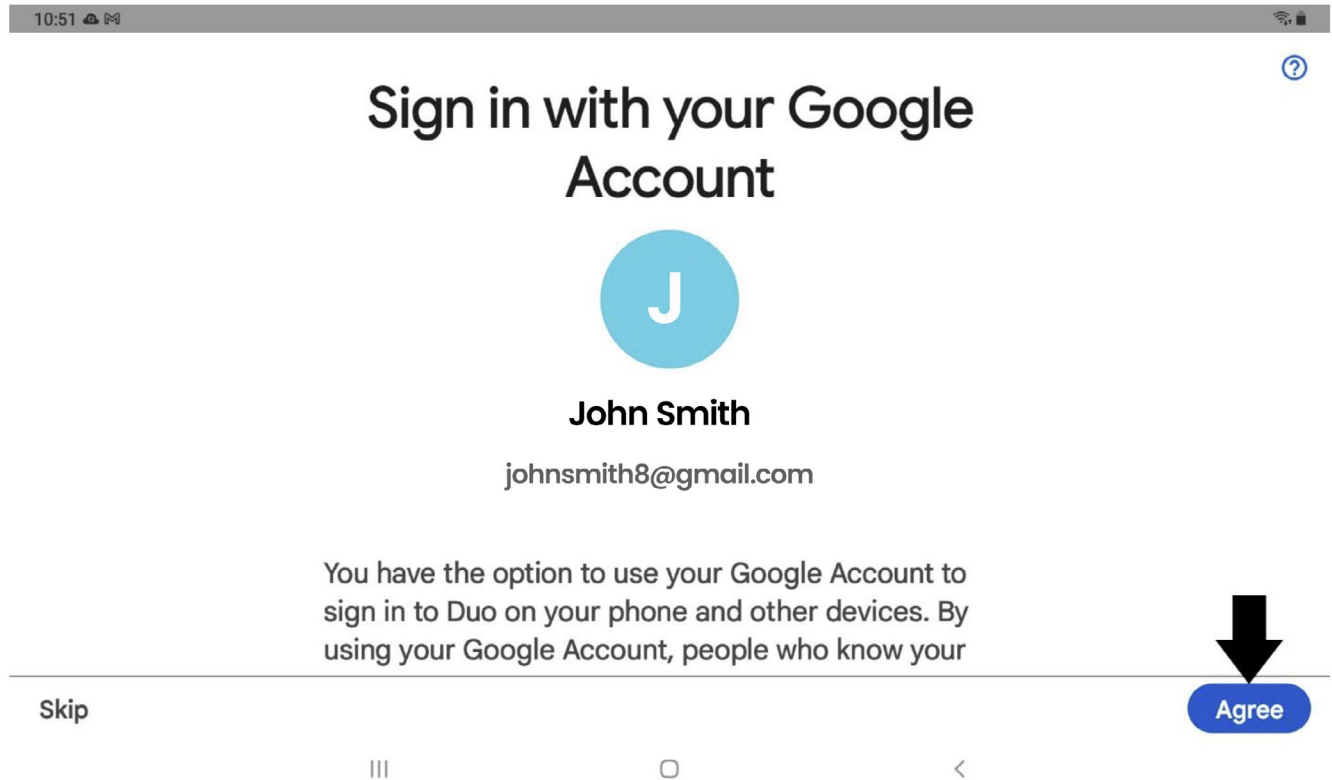 10:51
Sign in with your Google
Account
J
John Smith
johnsmith8@gmail.com
You have the option to use your Google Account to
sign in to Duo on your phone and other devices. By
using your Google Account, people who know your
Skip
Agree